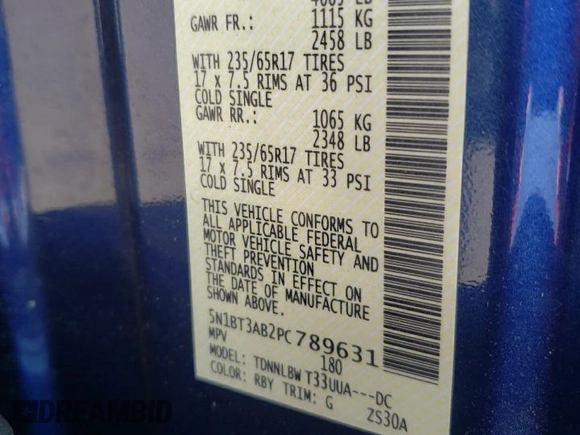 GAWR FR.: 1115 KG
2458 LB
WITH 235/65R17 TIRES
17 x 7.5 RIMS AT 36 PSI
COLD SINGLE
GAWR RR.: 1065 KG
2348 LB
WITH 235/65R17 TIRES
17 x 7.5 RIMS AT 33 PSI
COLD SINGLE
THIS VEHICLE CONFORMS TO
ALL APPLICABLE FEDERAL
MOTOR VEHICLE SAFETY AND
THEFT PREVENTION
STANDARDS IN EFFECT ON
THE DATE OF MANUFACTURE
SHOWN ABOVE.
5N1BT3AB2PC 789631
MPV 180
MODEL: TDNNLBW T33UUA---DC
COLOR: RBY TRIM: G ZS30A
DREAMBID